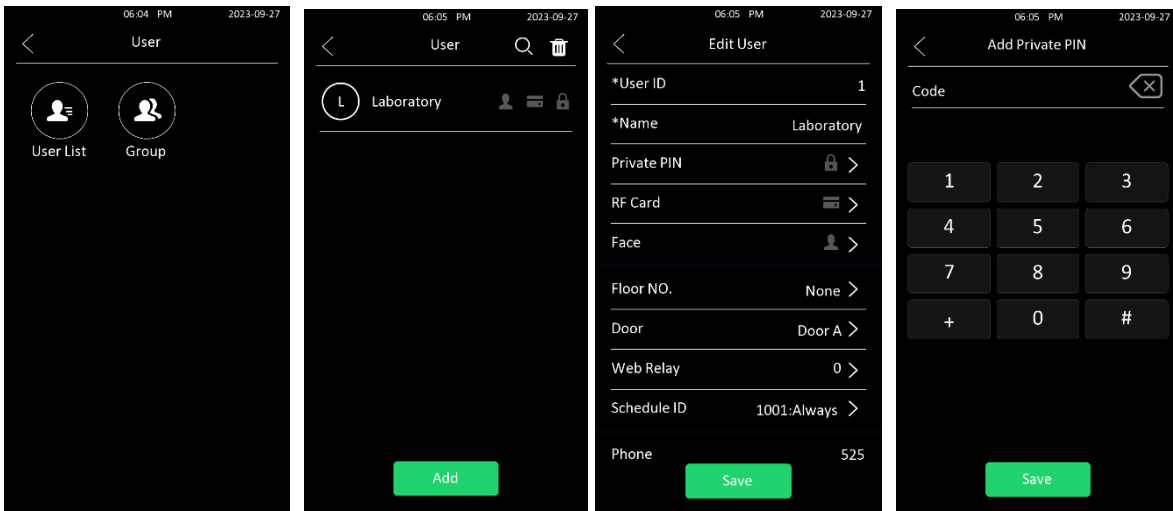 06:04 PM 2023-09-27
User
User List Group
06:05 PM 2023-09-27
User
L Laboratory
Add
06:05 PM 2023-09-27
Edit User
*User ID 1
*Name Laboratory
Private PIN
RF Card
Face
Floor NO. None
Door Door A
Web Relay 0
Schedule ID 1001:Always
Phone 525
Save
06:05 PM 2023-09-27
Add Private PIN
Code
1 2 3
4 5 6
7 8 9
+ 0 #
Save